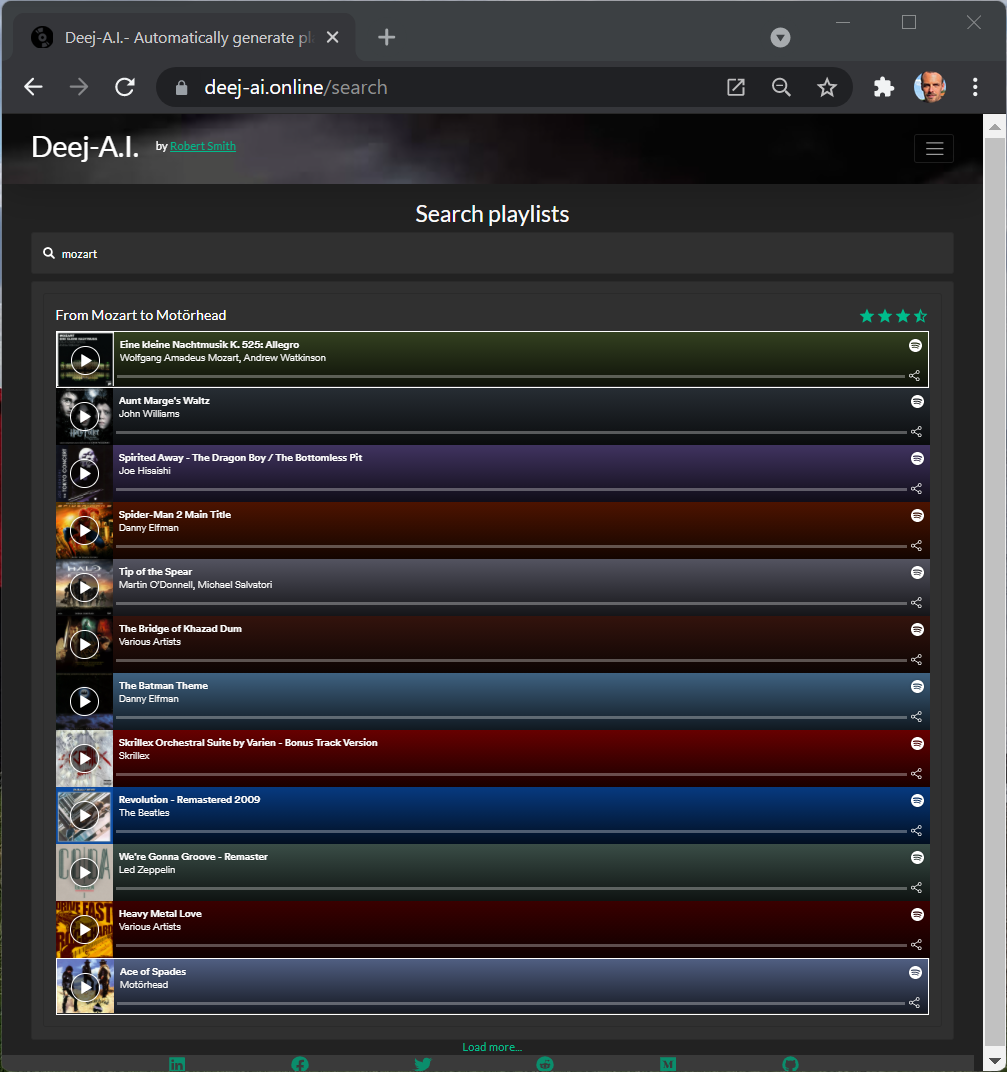 Deej-A.I.- Automatically generate pl
deej-ai.online/search
Deej-A.I. by Robert Smith
Search playlists
mozart
From Mozart to Motörhead
Eine kleine Nachtmusik K. 525: Allegro
Wolfgang Amadeus Mozart, Andrew Watkinson
Aunt Marge's Waltz
John Williams
Spirited Away - The Dragon Boy / The Bottomless Pit
Joe Hisaishi
Spider-Man 2 Main Title
Danny Elfman
HALO
Tip of the Spear
Martin O'Donnell, Michael Salvatori
The Bridge of Khazad Dum
Various Artists
The Batman Theme
Danny Elfman
Skrillex Orchestral Suite by Varien - Bonus Track Version
Skrillex
Revolution - Remastered 2009
The Beatles
CODA
We're Gonna Groove - Remaster
Led Zeppelin
DRIVE FAST
Heavy Metal Love
Various Artists
Ace of Spades
Motörhead
Load more...